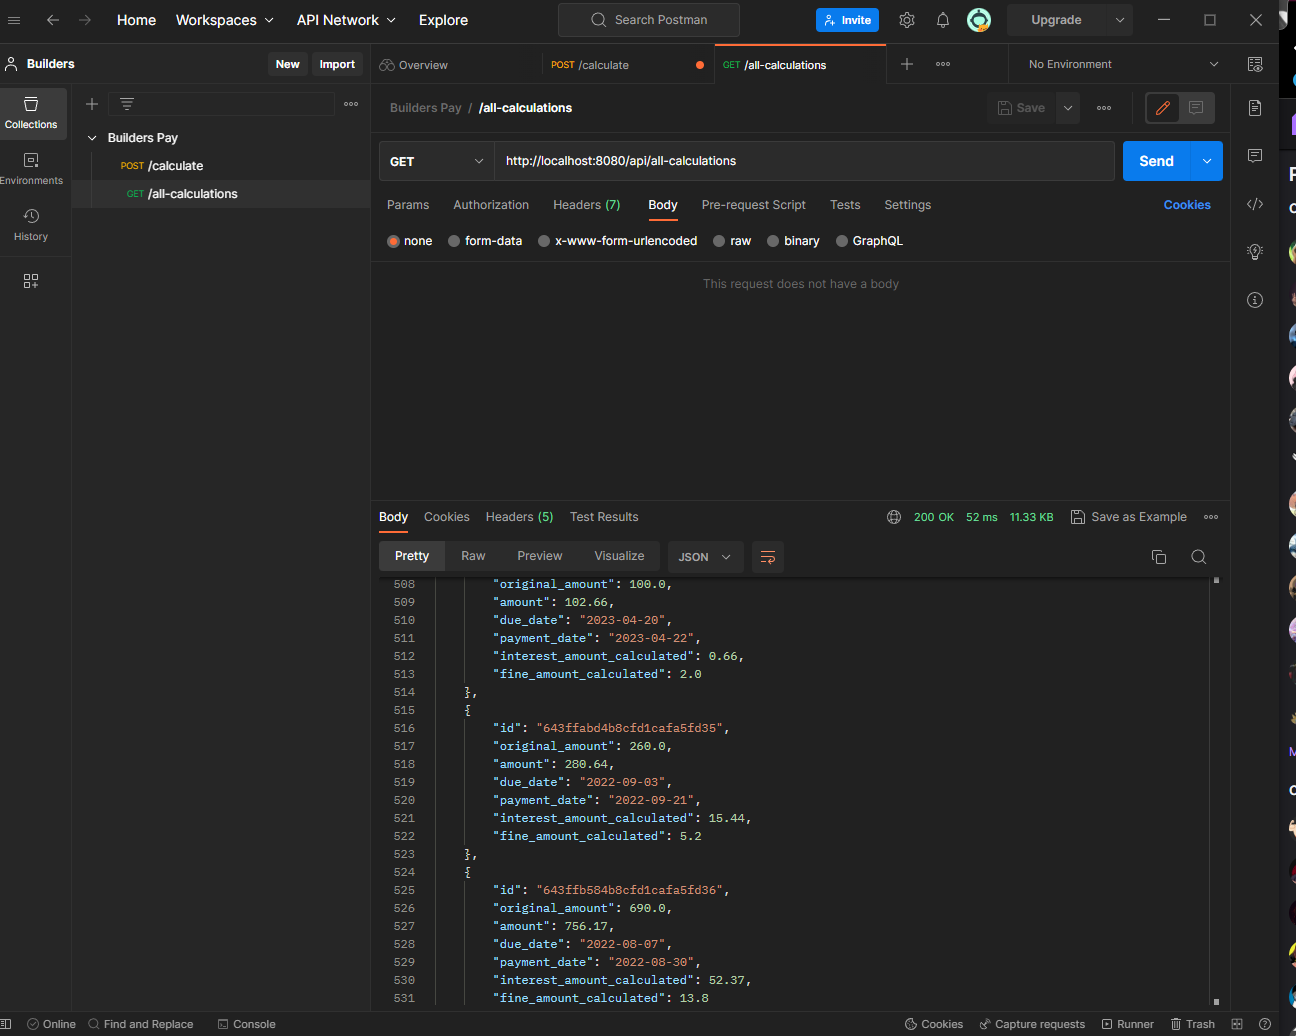 Home Workspaces API Network Explore Search Postman Invite Upgrade
Builders New Import Overview POST /calculate GET /all-calculations No Environment
Collections
Environments
History
Builders Pay
POST /calculate
GET /all-calculations
Builders Pay / /all-calculations Save
GET http://localhost:8080/api/all-calculations Send
Params Authorization Headers (7) Body Pre-request Script Tests Settings Cookies
none form-data x-www-form-urlencoded raw binary GraphQL
This request does not have a body
Body Cookies Headers (5) Test Results 200 OK 52 ms 11.33 KB Save as Example
Pretty Raw Preview Visualize JSON
508 "original_amount": 100.0,
509 "amount": 102.66,
510 "due_date": "2023-04-20",
511 "payment_date": "2023-04-22",
512 "interest_amount_calculated": 0.66,
513 "fine_amount_calculated": 2.0
514 },
515 {
516 "id": "643ffabd4b8cfd1cafa5fd35",
517 "original_amount": 260.0,
518 "amount": 280.64,
519 "due_date": "2022-09-03",
520 "payment_date": "2022-09-21",
521 "interest_amount_calculated": 15.44,
522 "fine_amount_calculated": 5.2
523 },
524 {
525 "id": "643ffb584b8cfd1cafa5fd36",
526 "original_amount": 690.0,
527 "amount": 756.17,
528 "due_date": "2022-08-07",
529 "payment_date": "2022-08-30",
530 "interest_amount_calculated": 52.37,
531 "fine_amount_calculated": 13.8
Online Find and Replace Console Cookies Capture requests Runner Trash